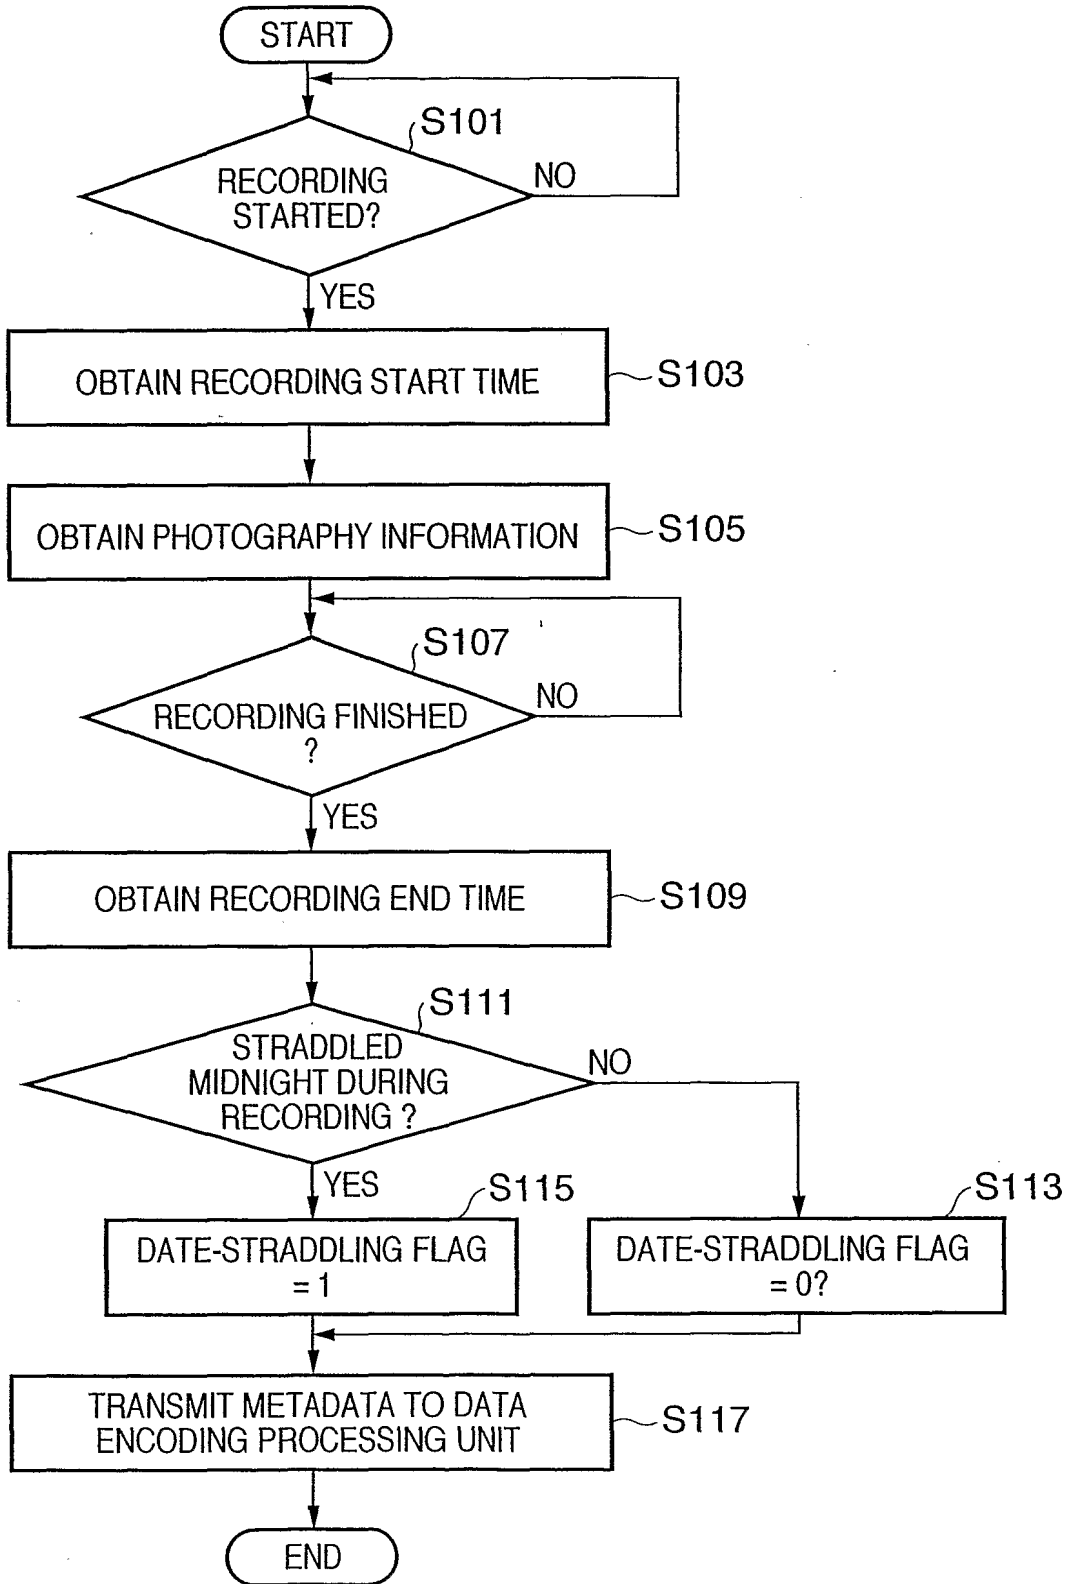 START
S101
RECORDING
STARTED?
NO
YES
OBTAIN RECORDING START TIME
S103
OBTAIN PHOTOGRAPHY INFORMATION
S105
S107
RECORDING FINISHED
?
NO
YES
OBTAIN RECORDING END TIME
S109
S111
STRADDLED
MIDNIGHT DURING
RECORDING ?
NO
YES
S115
DATE-STRADDLING FLAG
= 1
S113
DATE-STRADDLING FLAG
= 0?
TRANSMIT METADATA TO DATA
ENCODING PROCESSING UNIT
S117
END